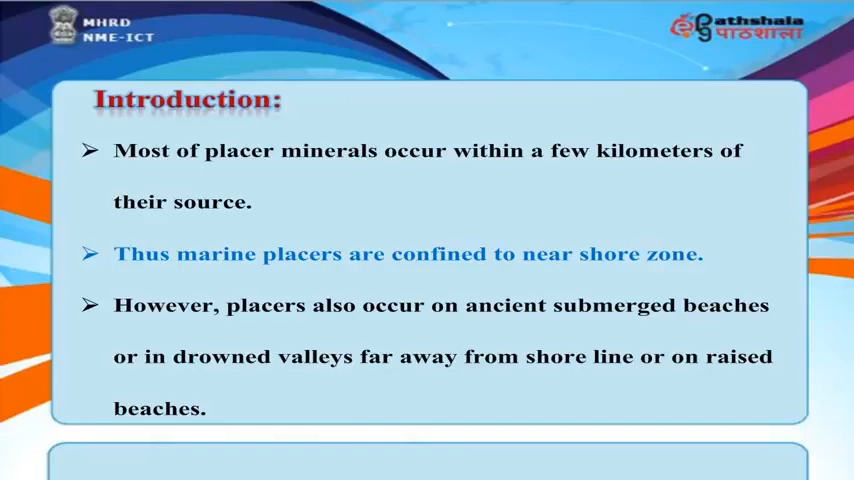 MHRD
NME-ICT
Pathshala
पाठशाला
Introduction:
Most of placer minerals occur within a few kilometers of
their source.
Thus marine placers are confined to near shore zone.
However, placers also occur on ancient submerged beaches
or in drowned valleys far away from shore line or on raised
beaches.